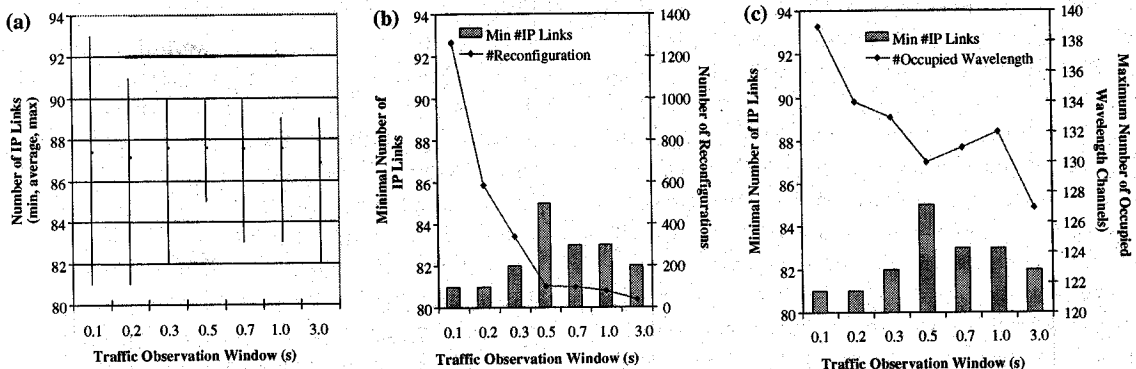 (a)
Number of IP Links
(min, average, max)
94
92
90
88
86
84
82
80
0.1 0.2 0.3 0.5 0.7 1.0 3.0
Traffic Observation Window (s)
(b)
Minimal Number of
IP Links
94
92
90
88
86
84
82
80
Min #IP Links
#Reconfiguration
1400
1200
1000
800
600
400
200
0
Number of Reconfigurations
0.1 0.2 0.3 0.5 0.7 1.0 3.0
Traffic Observation Window (s)
(c)
Minimal Number of IP Links
94
92
90
87
85
82
80
Min #IP Links
#Occupied Wavelength
140
138
136
134
132
130
128
126
124
122
120
Maximum Number of Occupied
Wavelength Channels)
0.1 0.2 0.3 0.5 0.7 1.0 3.0
Traffic Observation Window (s)